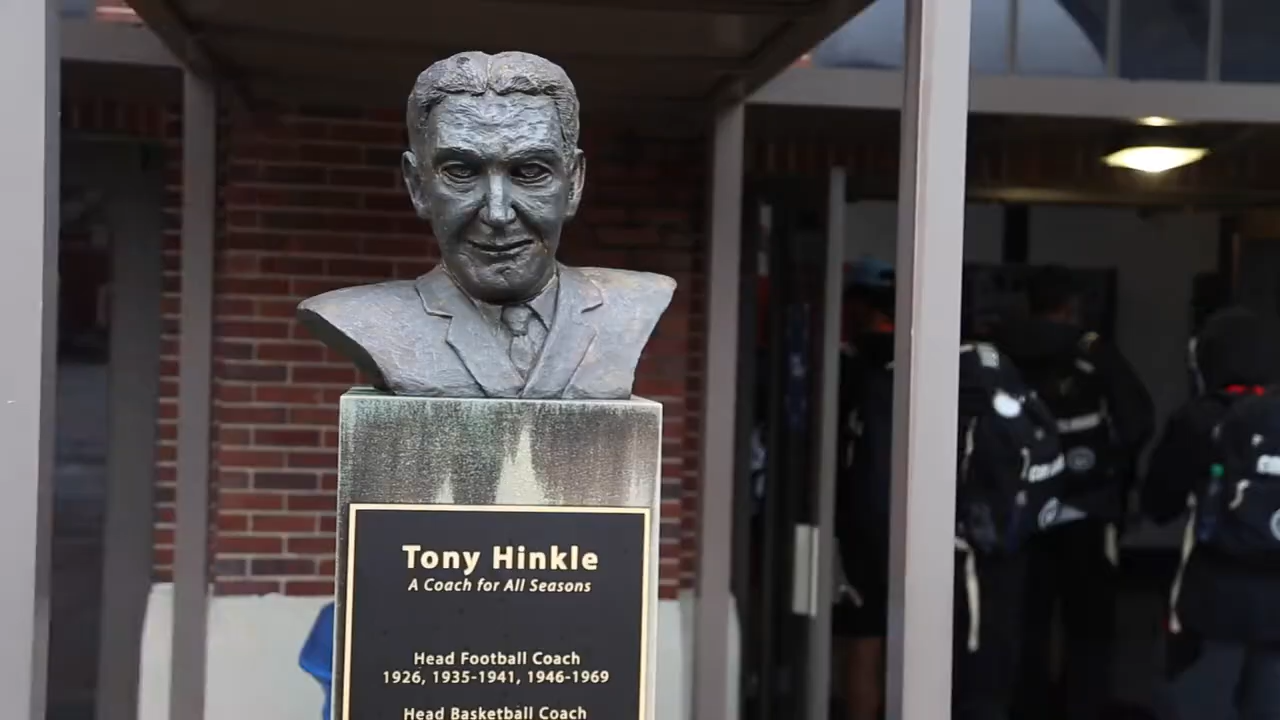 Tony Hinkle
A Coach for All Seasons
Head Football Coach
1926, 1935-1941, 1946-1969
Head Basketball Coach